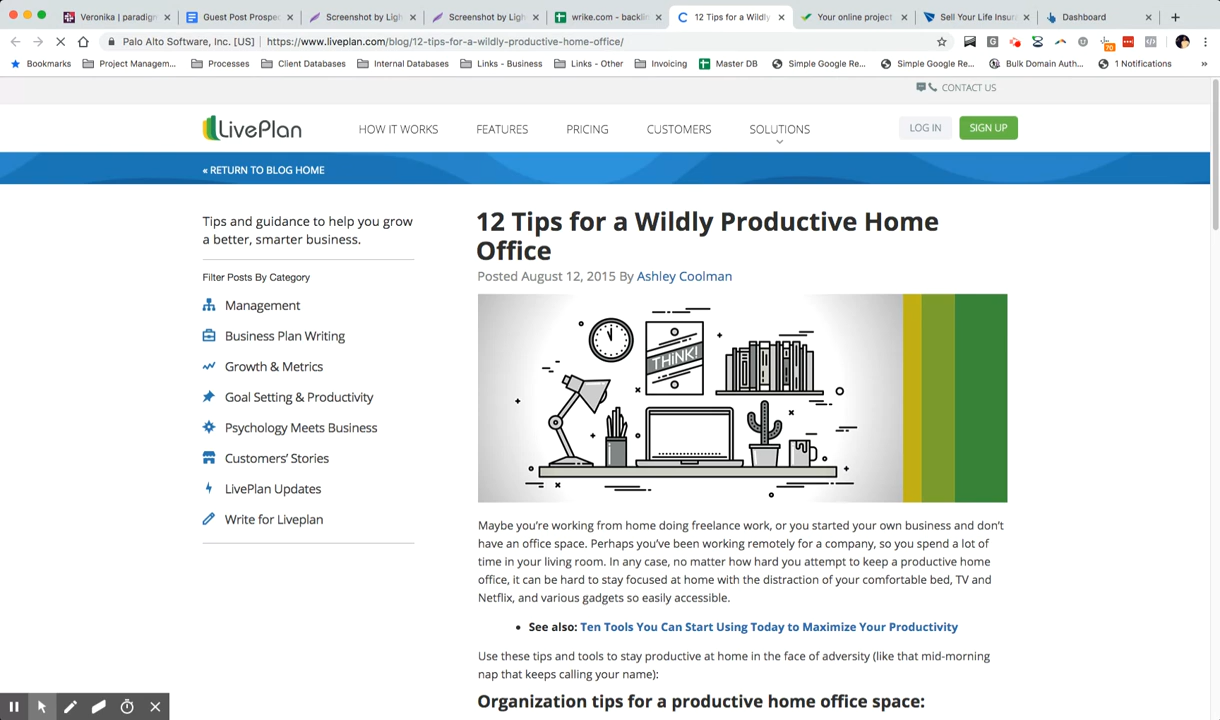 Veronika | paradigm
Guest Post Prospec
Screenshot by Ligh
Screenshot by Ligh
wrike.com - backlin
12 Tips for a Wildly
Your online project
Sell Your Life Insura
Dashboard
Palo Alto Software, Inc. [US] | https://www.liveplan.com/blog/12-tips-for-a-wildly-productive-home-office/
70
Bookmarks
Project Managem...
Processes
Client Databases
Internal Databases
Links - Business
Links - Other
Invoicing
Master DB
Simple Google Re...
Simple Google Re...
Bulk Domain Auth...
1 Notifications
»
CONTACT US
LivePlan
HOW IT WORKS
FEATURES
PRICING
CUSTOMERS
SOLUTIONS
LOG IN
SIGN UP
« RETURN TO BLOG HOME
Tips and guidance to help you grow
a better, smarter business.
Filter Posts By Category
Management
Business Plan Writing
Growth & Metrics
Goal Setting & Productivity
Psychology Meets Business
Customers' Stories
LivePlan Updates
Write for Liveplan
12 Tips for a Wildly Productive Home
Office
Posted August 12, 2015 By Ashley Coolman
THiNK!
Maybe you're working from home doing freelance work, or you started your own business and don't
have an office space. Perhaps you've been working remotely for a company, so you spend a lot of
time in your living room. In any case, no matter how hard you attempt to keep a productive home
office, it can be hard to stay focused at home with the distraction of your comfortable bed, TV and
Netflix, and various gadgets so easily accessible.
• See also: Ten Tools You Can Start Using Today to Maximize Your Productivity
Use these tips and tools to stay productive at home in the face of adversity (like that mid-morning
nap that keeps calling your name):
Organization tips for a productive home office space: